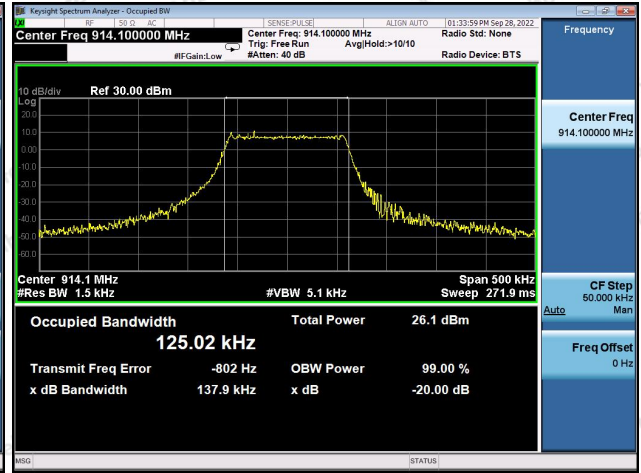 Keysight Spectrum Analyzer - Occupied BW
RF 50 Ω AC SENSE:PULSE ALIGN AUTO 01:33:59 PM Sep 28, 2022
Center Freq 914.100000 MHz
#IFGain:Low
Center Freq: 914.100000 MHz
Trig: Free Run Avg|Hold:>10/10
#Atten: 40 dB
Radio Std: None
Radio Device: BTS
Frequency
10 dB/div Ref 30.00 dBm
Log
20.0
10.0
0.00
-10.0
-20.0
-30.0
-40.0
-50.0
-60.0
Center 914.1 MHz Span 500 kHz
#Res BW 1.5 kHz #VBW 5.1 kHz Sweep 271.9 ms
Occupied Bandwidth Total Power 26.1 dBm
125.02 kHz
Transmit Freq Error -802 Hz OBW Power 99.00 %
x dB Bandwidth 137.9 kHz x dB -20.00 dB
Center Freq
914.100000 MHz
CF Step
50.000 kHz
Auto Man
Freq Offset
0 Hz
MSG STATUS